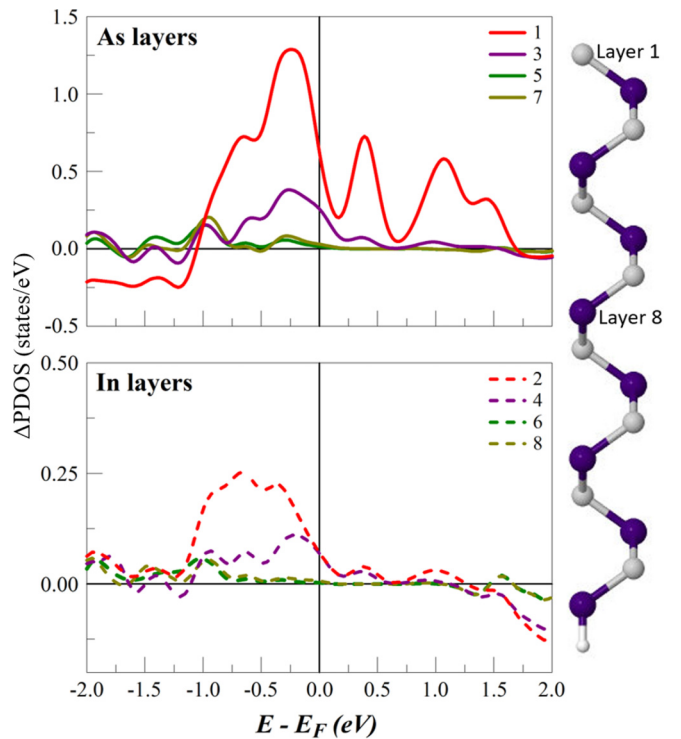 As layers
1
3
5
7
1.5
1.0
0.5
0.0
-0.5
ΔPDOS (states/eV)
In layers
2
4
6
8
0.50
0.25
0.00
-2.0 -1.5 -1.0 -0.5 0.0 0.5 1.0 1.5 2.0
E - E_F (eV)
Layer 1
Layer 8